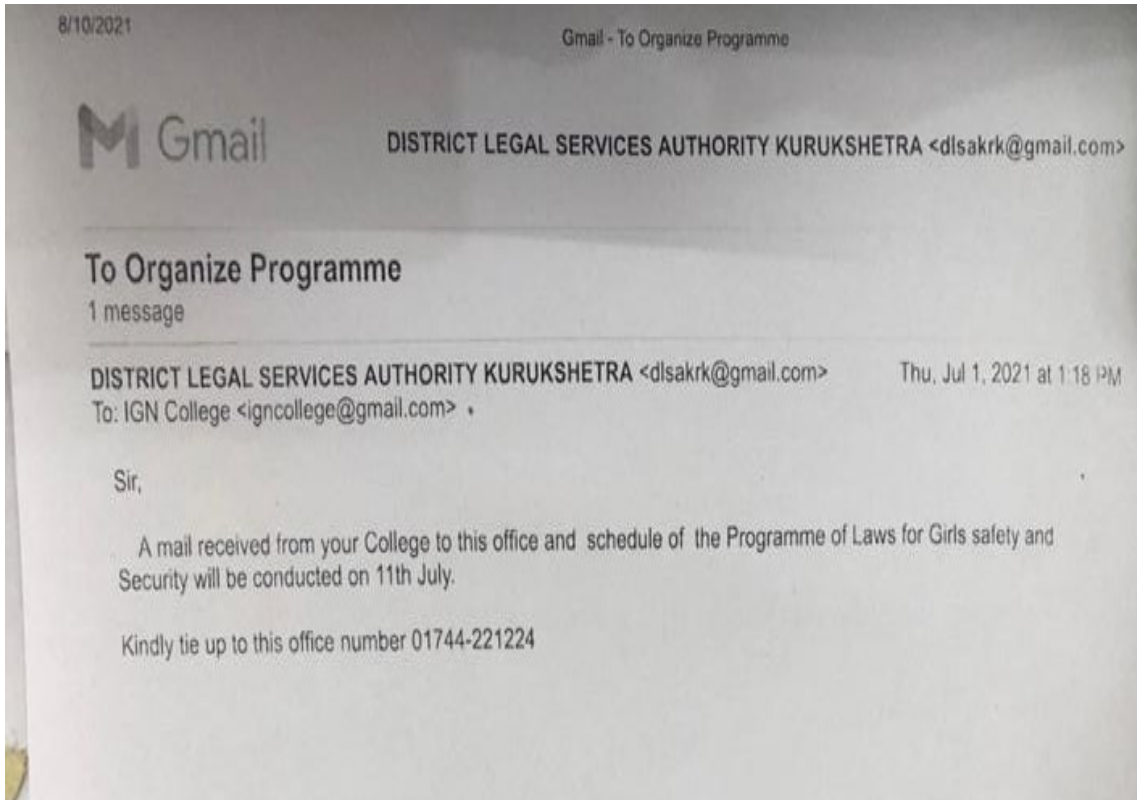 8/10/2021
Gmail - To Organize Programme
Gmail
DISTRICT LEGAL SERVICES AUTHORITY KURUKSHETRA <dlsakrk@gmail.com>
To Organize Programme
1 message
DISTRICT LEGAL SERVICES AUTHORITY KURUKSHETRA <dlsakrk@gmail.com>
Thu, Jul 1, 2021 at 1:18 PM
To: IGN College <igncollege@gmail.com>
Sir,
A mail received from your College to this office and schedule of the Programme of Laws for Girls safety and
Security will be conducted on 11th July.
Kindly tie up to this office number 01744-221224